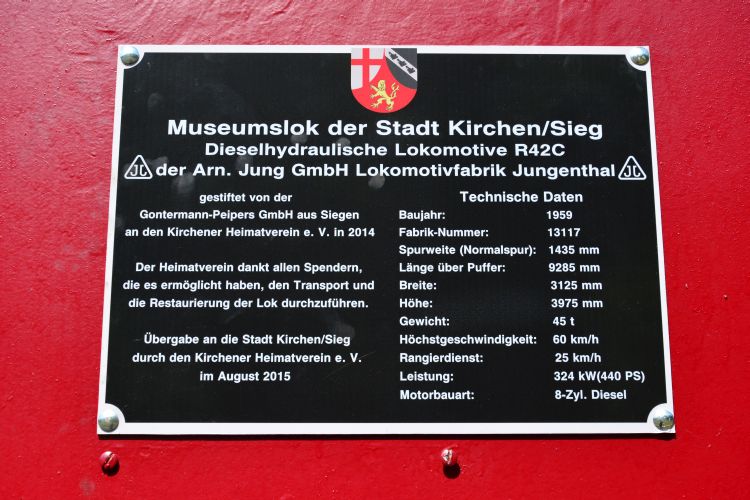 Museumslok der Stadt Kirchen/Sieg
Dieselhydraulische Lokomotive R42C
der Arn. Jung GmbH Lokomotivfabrik Jungenthal
gestiftet von der
Gontermann-Peipers GmbH aus Siegen
an den Kirchener Heimatverein e. V. in 2014
Der Heimatverein dankt allen Spendern,
die es ermöglicht haben, den Transport und
die Restaurierung der Lok durchzuführen.
Übergabe an die Stadt Kirchen/Sieg
durch den Kirchener Heimatverein e. V.
im August 2015
Technische Daten
Baujahr: 1959
Fabrik-Nummer: 13117
Spurweite (Normalspur): 1435 mm
Länge über Puffer: 9285 mm
Breite: 3125 mm
Höhe: 3975 mm
Gewicht: 45 t
Höchstgeschwindigkeit: 60 km/h
Rangierdienst: 25 km/h
Leistung: 324 kW(440 PS)
Motorbauart: 8-Zyl. Diesel